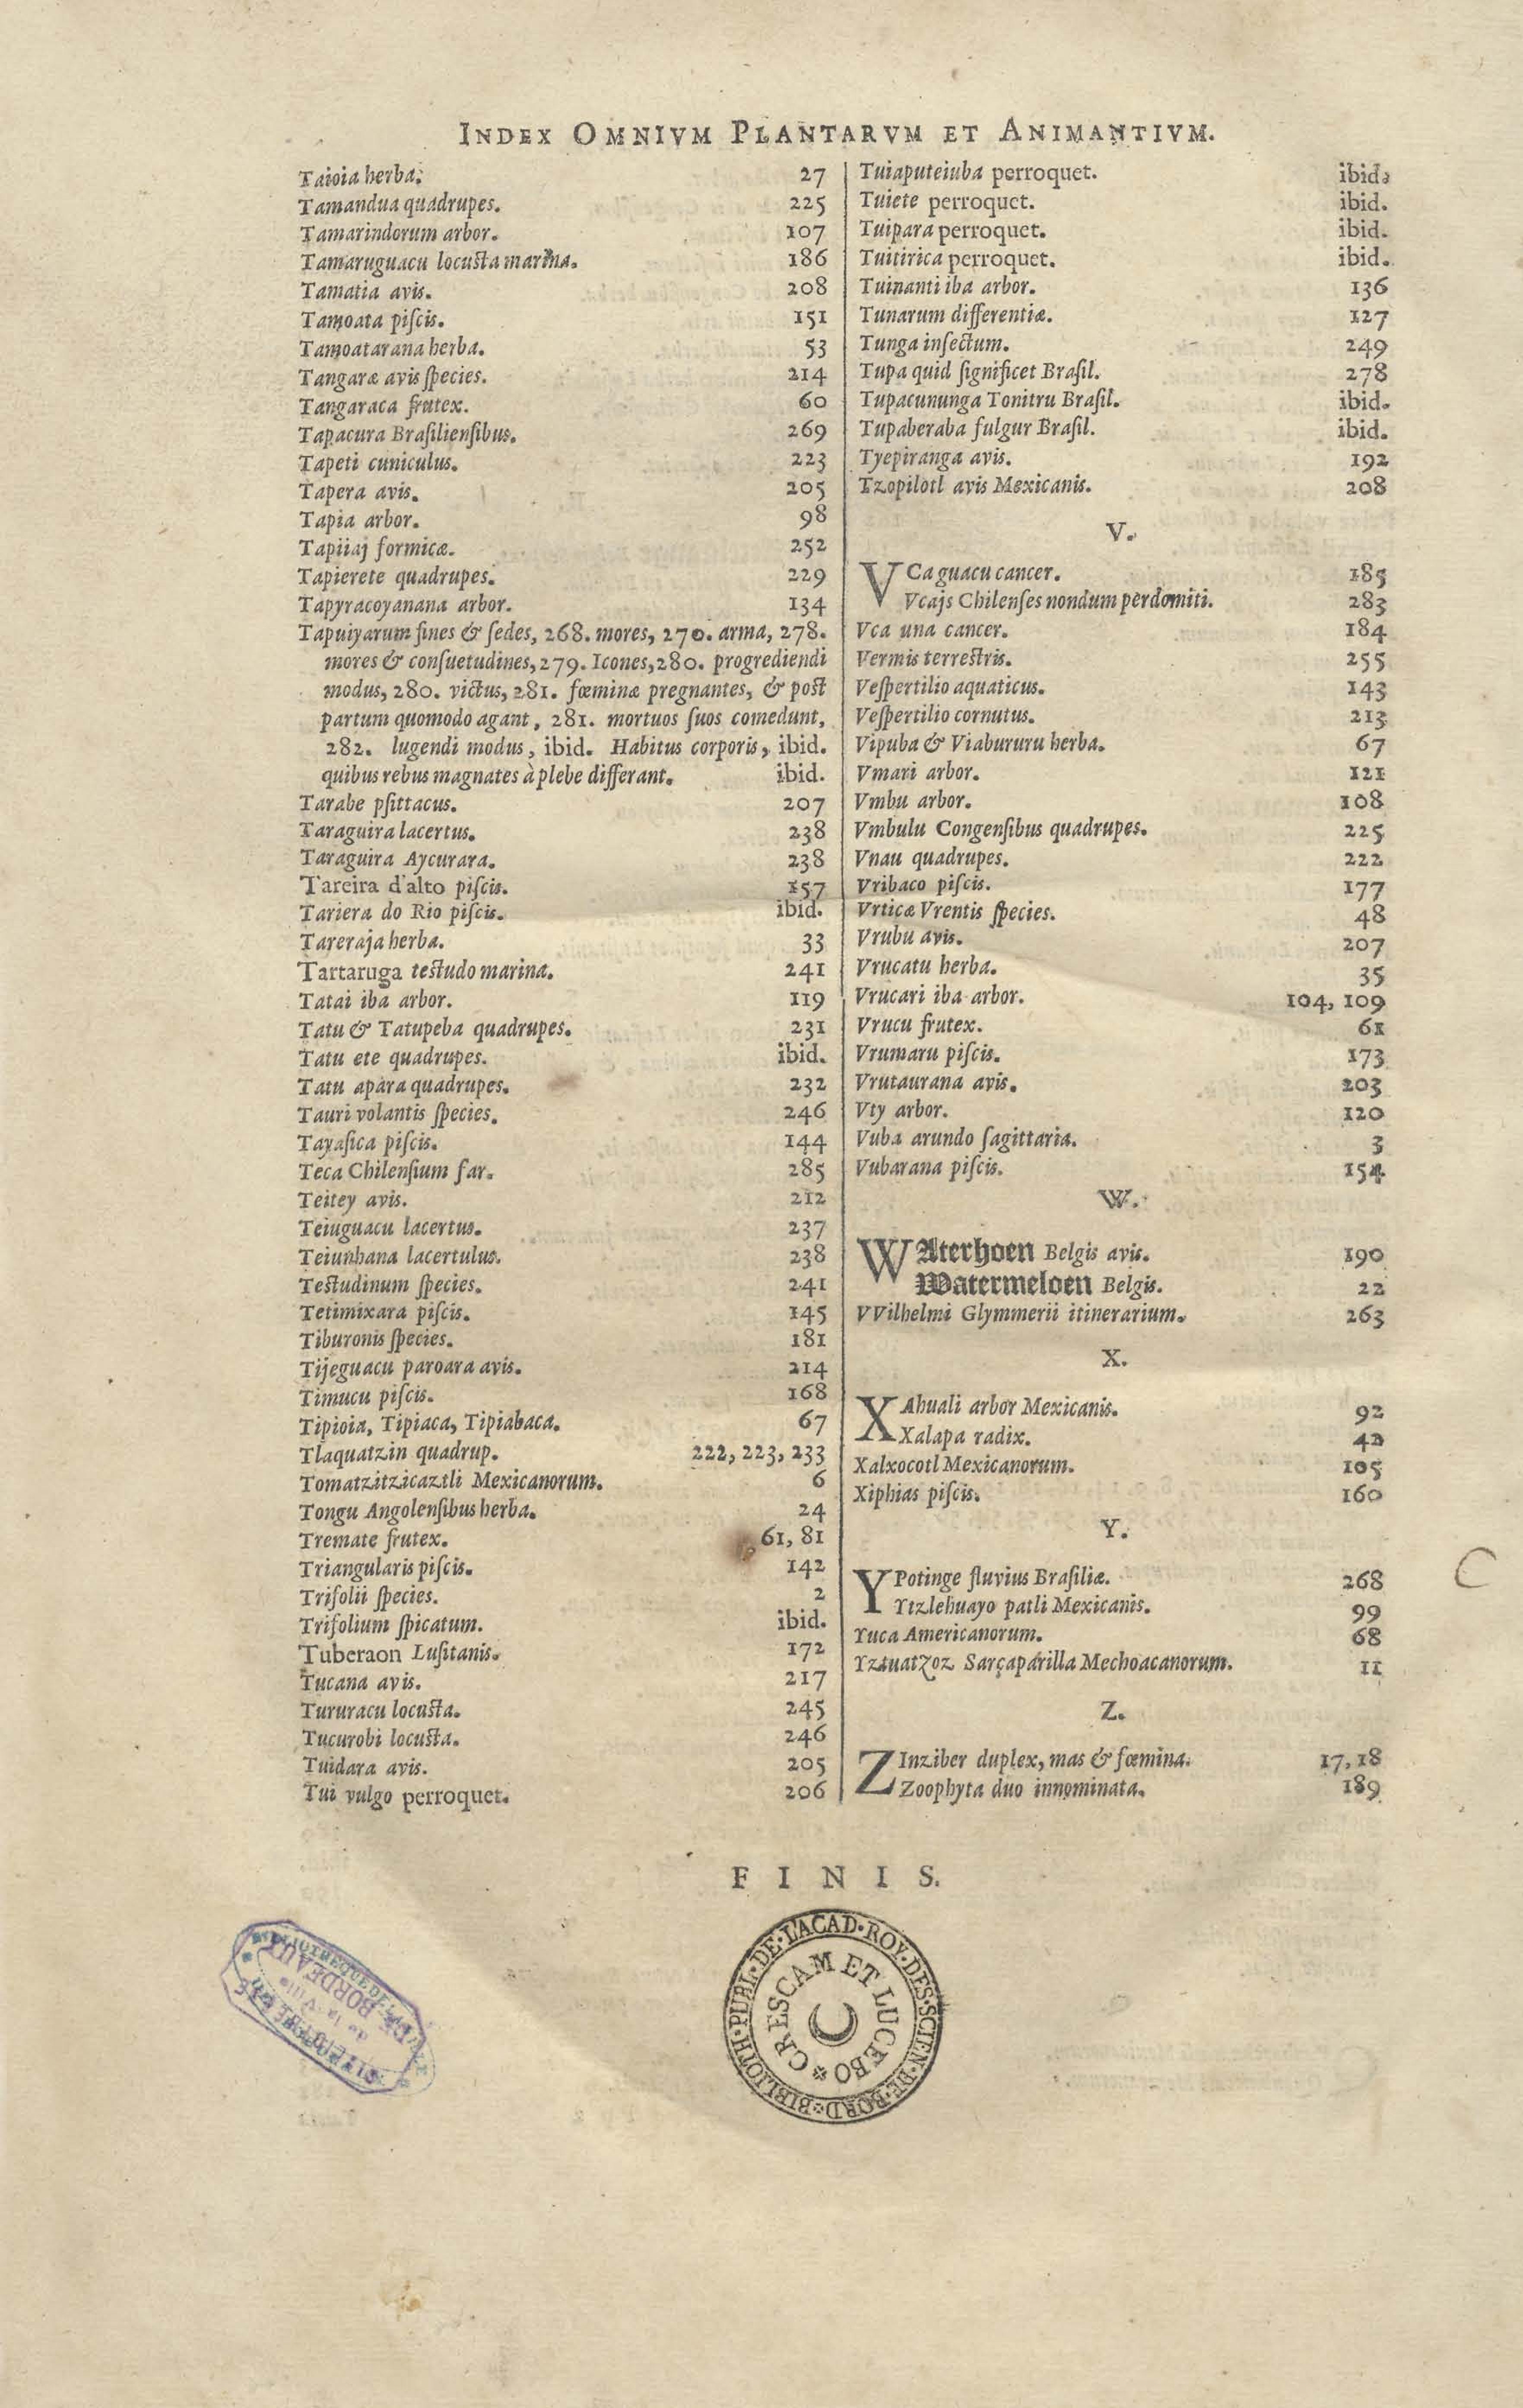 INDEX OMNIVM PLANTARVM ET ANIMANTIVM.
Taioia herba. 27
Tamandua quadrupes. 225
Tamarindorum arbor. 107
Tamaruguacu locusta marina. 186
Tamatia avis. 208
Tamoata piſcis. 151
Tamoatarana herba. 53
Tangaræ avis ſpecies. 214
Tangaraca frutex. 60
Tapacura Braſilienſibus. 269
Tapeti cuniculus. 223
Tapera avis. 205
Tapia arbor. 98
Tapiiaj formicæ. 252
Tapierete quadrupes. 229
Tapyracoyanana arbor. 134
Tapuiyarum fines & ſedes, 268. mores, 270. arma, 278.
mores & conſuetudines, 279. Icones, 280. progrediendi
modus, 280. victus, 281. fœminæ pregnantes, & poſt
partum quomodo agant, 281. mortuos ſuos comedunt,
282. lugendi modus, ibid. Habitus corporis, ibid.
quibus rebus magnates à plebe differant. ibid.
Tarabe pſittacus. 207
Taraguira lacertus. 238
Taraguira Aycurara. 238
Tareira d'alto piſcis. 157
Tariera do Rio piſcis. ibid.
Tareraja herba. 33
Tartaruga teſtudo marina. 241
Tatai iba arbor. 119
Tatu & Tatupeba quadrupes. 231
Tatu ete quadrupes. ibid.
Tatu apara quadrupes. 232
Tauri volantis ſpecies. 246
Tayaſica piſcis. 144
Teca Chilenſium far. 285
Teitey avis. 212
Teiuguacu lacertus. 237
Teiunhana lacertulus. 238
Teſtudinum ſpecies. 241
Tetimixara piſcis. 145
Tiburonis ſpecies. 181
Tijeguacu paroara avis. 214
Timucu piſcis. 168
Tipioia, Tipiaca, Tipiabaca. 67
Tlaquatzin quadrup. 222, 223, 233
Tomatzitzicaztli Mexicanorum. 6
Tongu Angolenſibus herba. 24
Tremate frutex. 61, 81
Triangularis piſcis. 142
Trifolii ſpecies. 2
Trifolium ſpicatum. ibid.
Tuberaon Luſitanis. 172
Tucana avis. 217
Tururacu locuſta. 245
Tucurobi locuſta. 246
Tuidara avis. 205
Tui vulgo perroquet. 206
Tuiaputeiuba perroquet. ibid.
Tuiete perroquet. ibid.
Tuipara perroquet. ibid.
Tuitirica perroquet. ibid.
Tuinanti iba arbor. 136
Tunarum differentiæ. 127
Tunga inſectum. 249
Tupa quid ſignificet Braſil. 278
Tupacununga Tonitru Braſil. ibid.
Tupaberaba fulgur Braſil. ibid.
Tyepiranga avis. 192
Tzopilotl avis Mexicanis. 208
V.
VCa guacu cancer. 185
Vcajs Chilenſes nondum perdomiti. 283
Vca una cancer. 184
Vermis terreſtris. 255
Veſpertilio aquaticus. 143
Veſpertilio cornutus. 213
Vipuba & Viabururu herba. 67
Vmari arbor. 121
Vmbu arbor. 108
Vmbulu Congenſibus quadrupes. 225
Vnau quadrupes. 222
Vribaco piſcis. 177
Vrticæ Vrentis ſpecies. 48
Vrubu avis. 207
Vrucatu herba. 35
Vrucari iba arbor. 104, 109
Vrucu frutex. 61
Vrumaru piſcis. 173
Vrutaurana avis. 203
Vty arbor. 120
Vuba arundo ſagittaria. 3
Vubarana piſcis. 154
W.
WAterhoen Belgis avis. 190
Watermeloen Belgis. 22
VVilhelmi Glymmerii itinerarium. 263
X.
XAhuali arbor Mexicanis. 92
Xalapa radix. 42
Xalxocotl Mexicanorum. 105
Xiphias piſcis. 160
Y.
YPotinge fluvius Braſiliæ. 268
Ytzlehuayo patli Mexicanis. 99
Yuca Americanorum. 68
Yzauatzoz Sarçaparilla Mechoacanorum. 11
Z.
ZInziber duplex, mas & fœmina. 17, 18
Zoophyta duo innominata. 189
FINIS.
BIBLIOTH·PUBL·DE·L'ACAD·ROY·DES·SCIEN·DE·BORD
CRESCAM ET LUCEBO
BORDEAUX
de la Ville